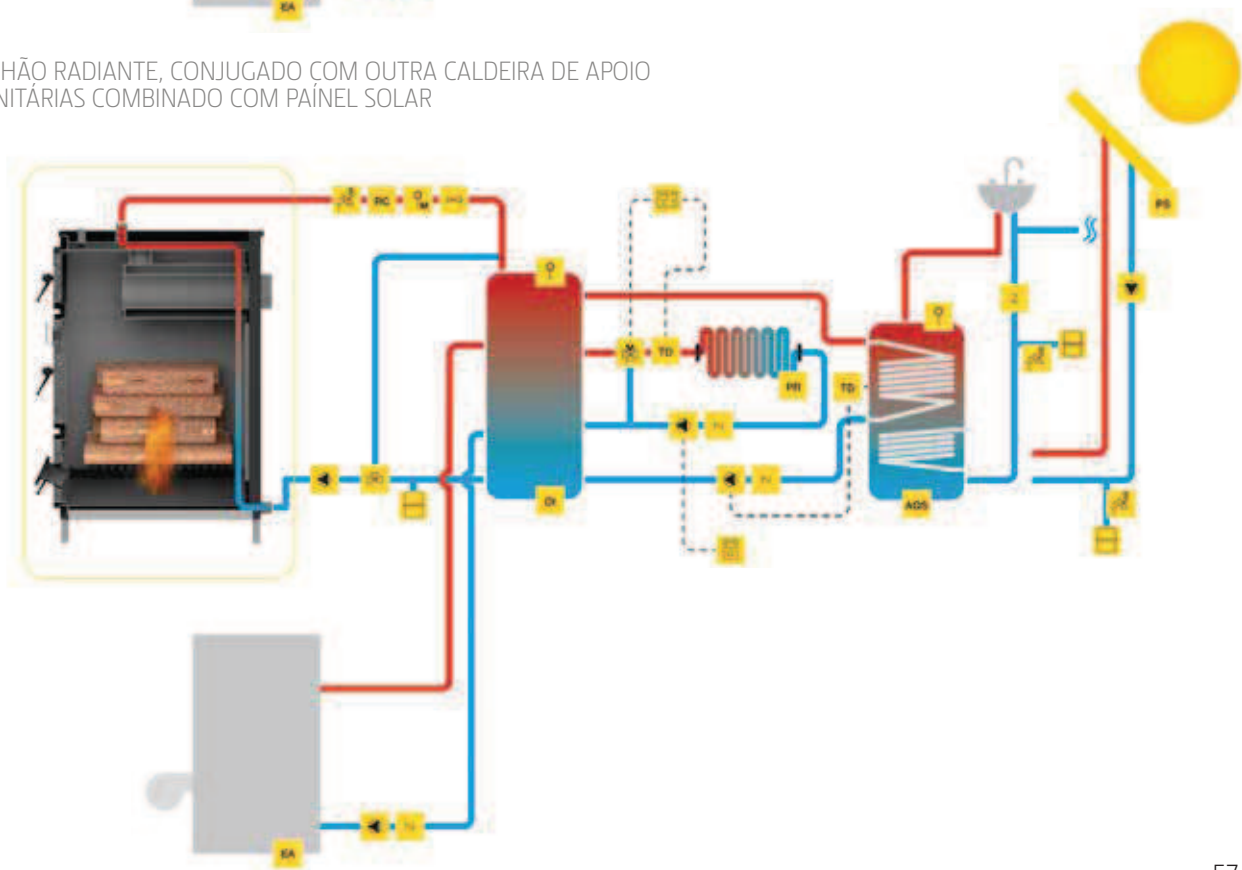 EA
HÃO RADIANTE, CONJUGADO COM OUTRA CALDEIRA DE APOIO
NITÁRIAS COMBINADO COM PAÍNEL SOLAR
PS
RG
M
TD
PR
TD
DI
AQS
EA
57